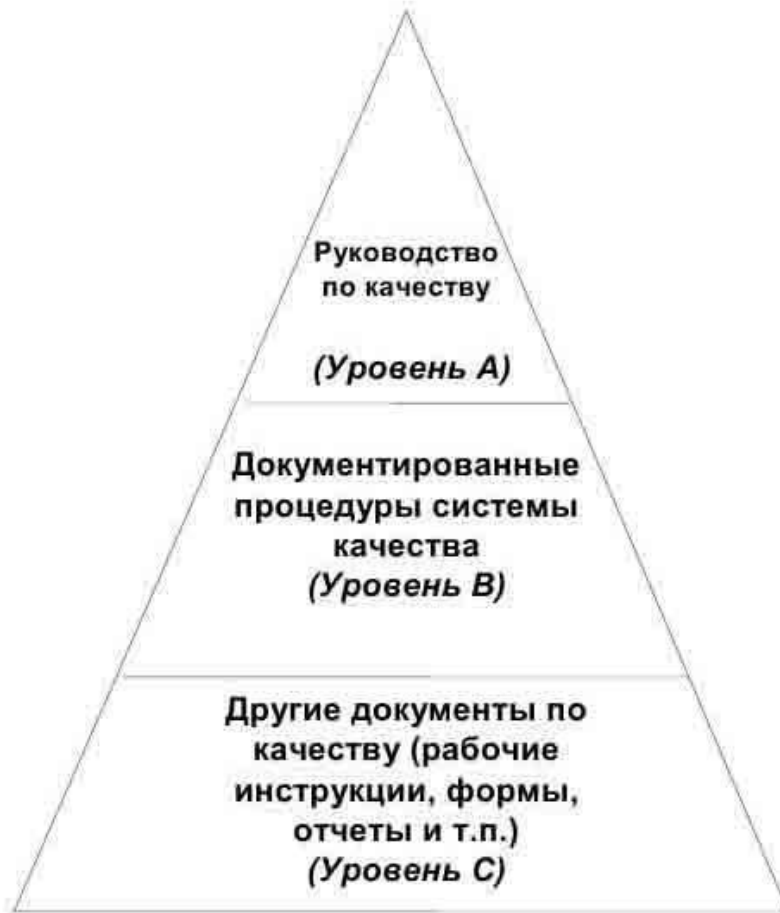 Руководство
по качеству
(Уровень А)
Документированные
процедуры системы
качества
(Уровень В)
Другие документы по
качеству (рабочие
инструкции, формы,
отчеты и т.п.)
(Уровень С)